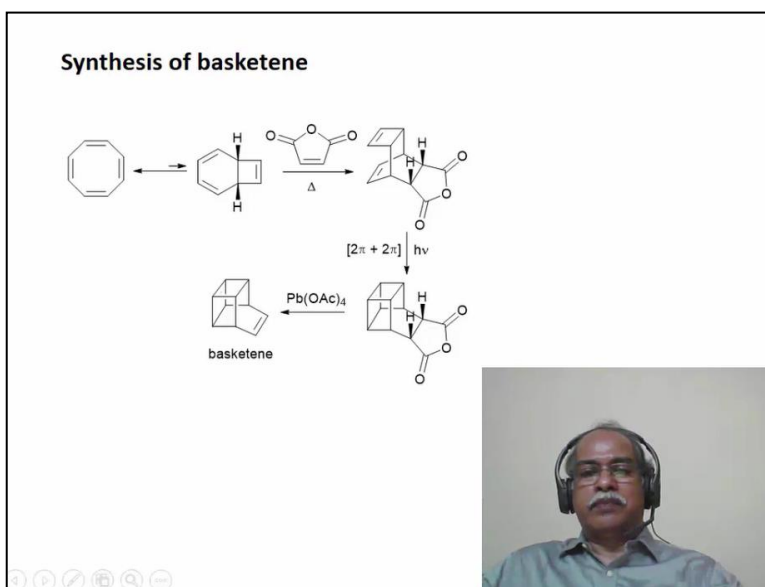 Synthesis of basketene
H
H
O
O
O
Δ
H
H
O
O
O
[2π + 2π]
hν
Pb(OAc)₄
basketene
H
H
O
O
O